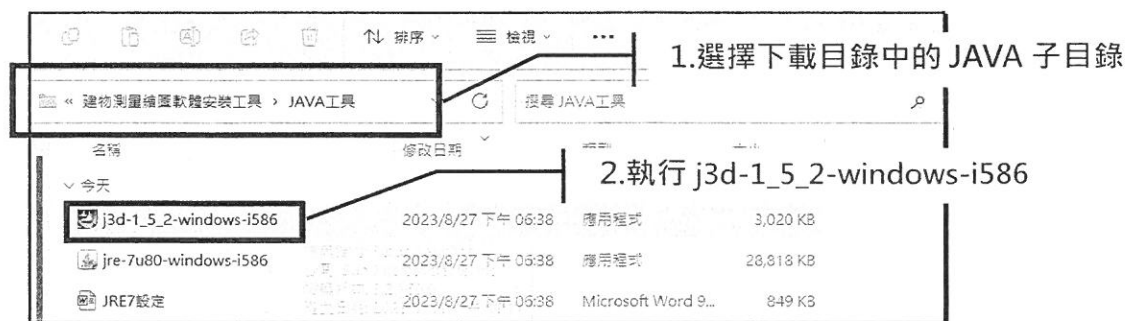 排序 檢視 •••
1.選擇下載目錄中的 JAVA 子目錄
« 建物測量繪圖軟體安裝工具 › JAVA工具
搜尋 JAVA工具
名稱 修改日期
2.執行 j3d-1_5_2-windows-i586
今天
j3d-1_5_2-windows-i586 2023/8/27 下午 06:38 應用程式 3,020 KB
jre-7u80-windows-i586 2023/8/27 下午 06:38 應用程式 28,818 KB
JRE7設定 2023/8/27 下午 06:38 Microsoft Word 9... 849 KB